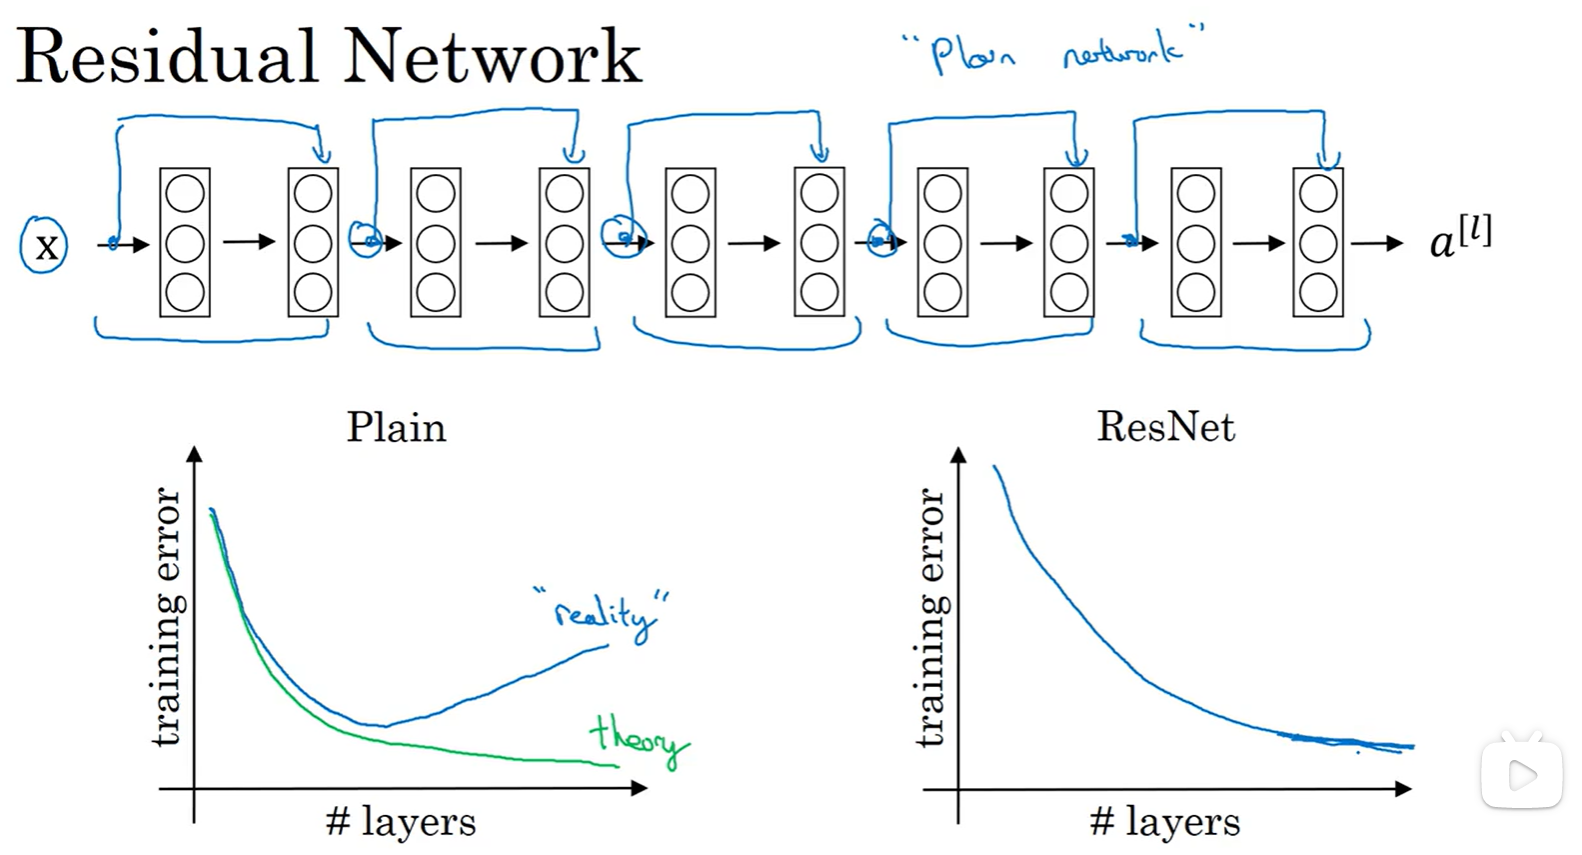 Residual Network
"Plain network"
x
a[l]
Plain
training error
# layers
"reality"
theory
ResNet
training error
# layers